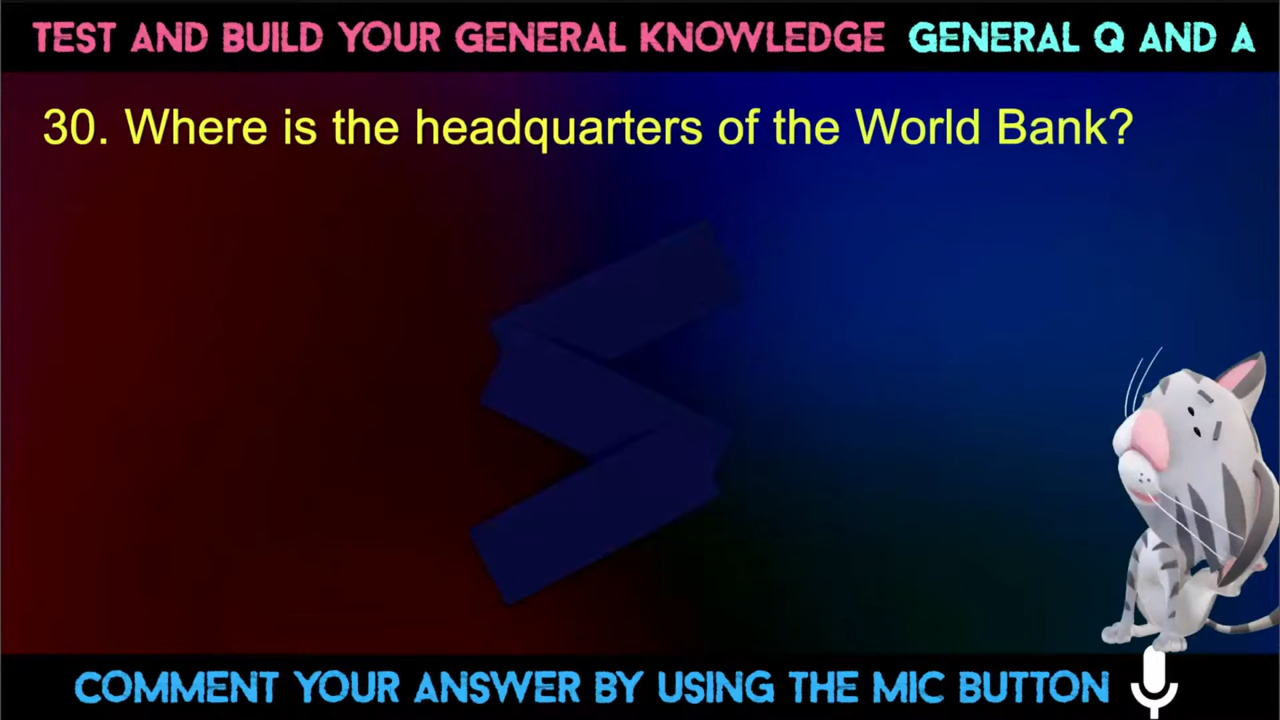 TEST AND BUILD YOUR GENERAL KNOWLEDGE GENERAL Q AND A
30. Where is the headquarters of the World Bank?
COMMENT YOUR ANSWER BY USING THE MIC BUTTON